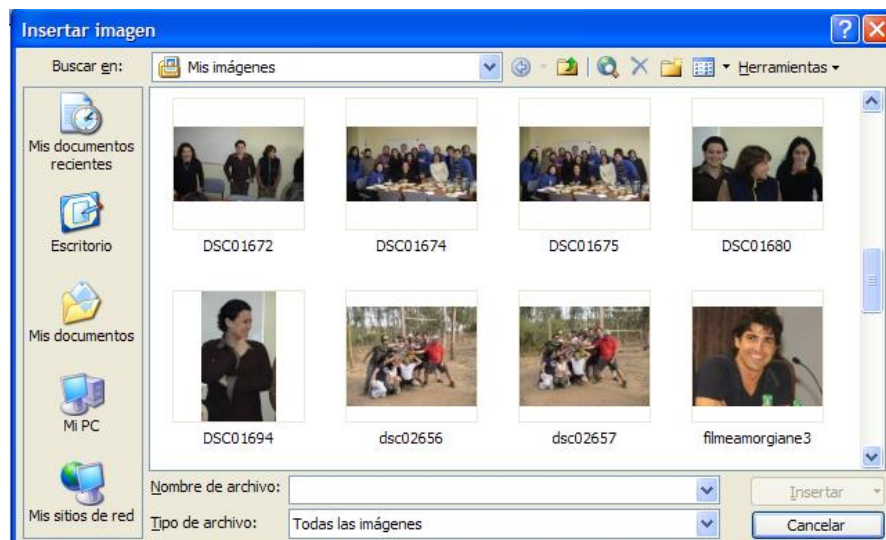 Insertar imagen
Buscar en:
Mis imágenes
Herramientas
Mis documentos
recientes
Escritorio
Mis documentos
Mi PC
Mis sitios de red
DSC01672
DSC01674
DSC01675
DSC01680
DSC01694
dsc02656
dsc02657
filmeamorgiane3
Nombre de archivo:
Insertar
Tipo de archivo:
Todas las imágenes
Cancelar